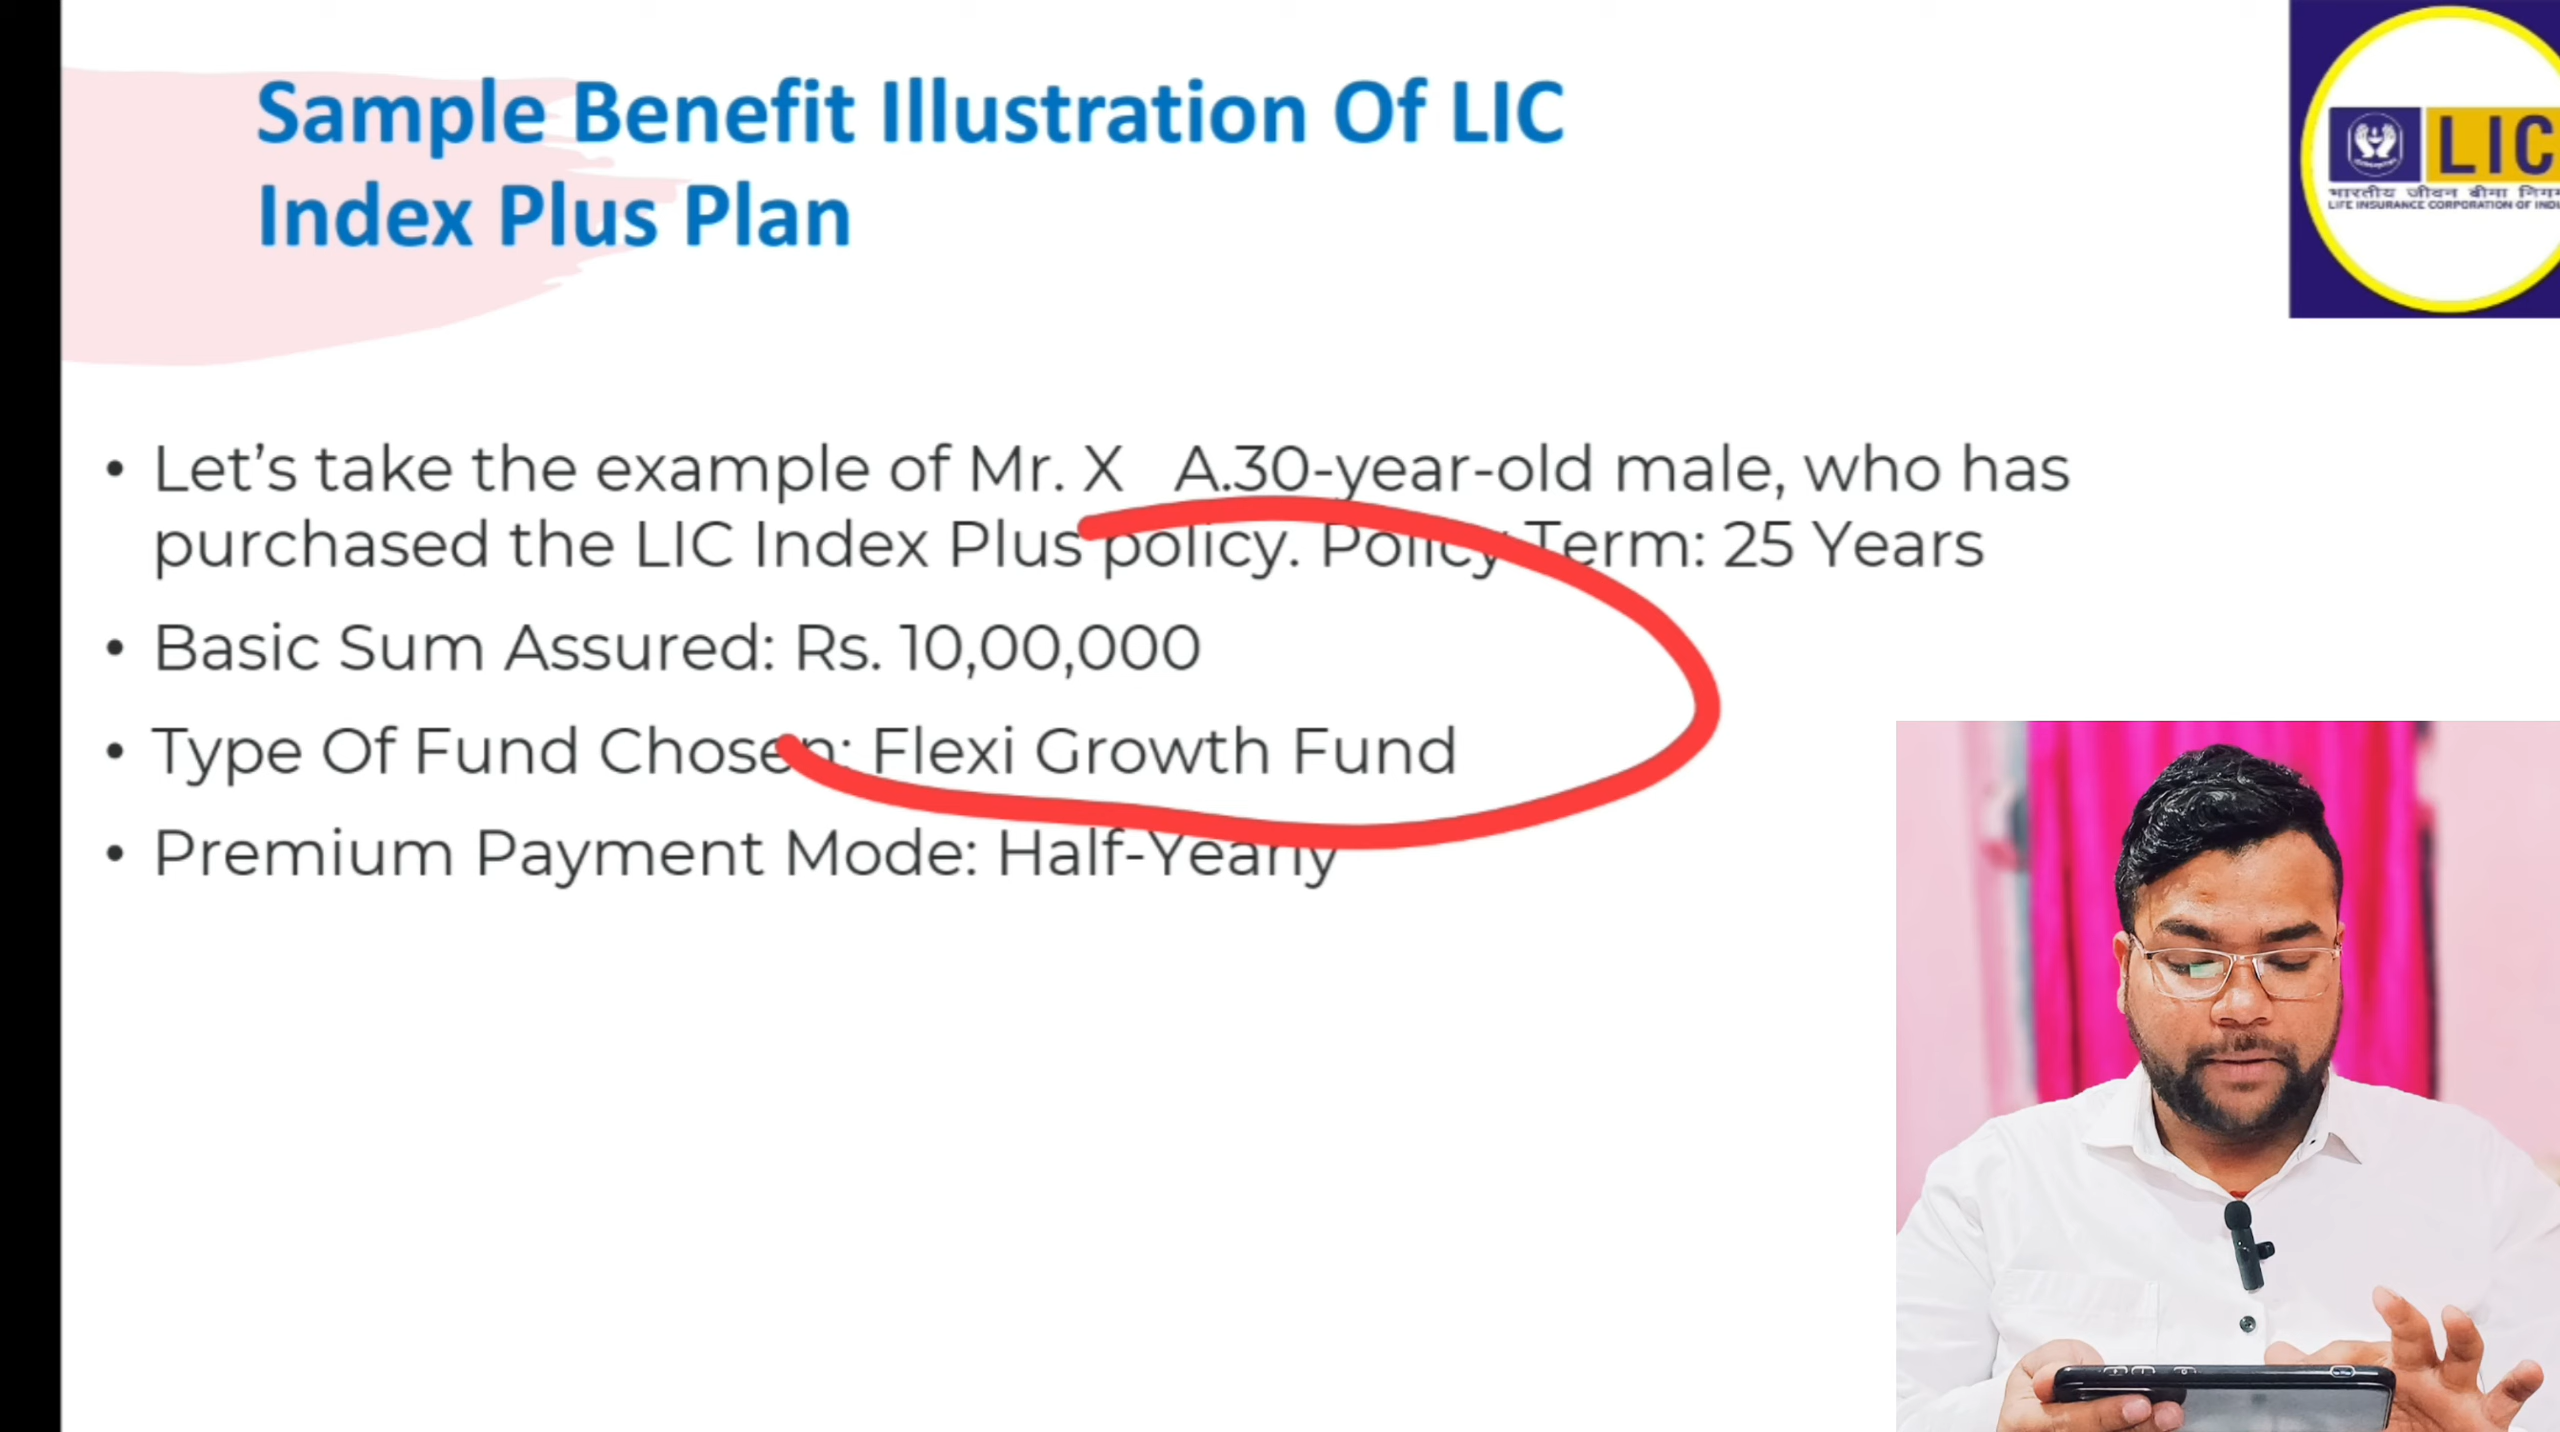 Sample Benefit Illustration Of LIC
Index Plus Plan
LIC
भारतीय जीवन बीमा निगम
LIFE INSURANCE CORPORATION OF
• Let’s take the example of Mr. X A.30-year-old male, who has
purchased the LIC Index Plus policy. Policy Term: 25 Years
• Basic Sum Assured: Rs. 10,00,000
• Type Of Fund Chosen: Flexi Growth Fund
• Premium Payment Mode: Half-Yearly